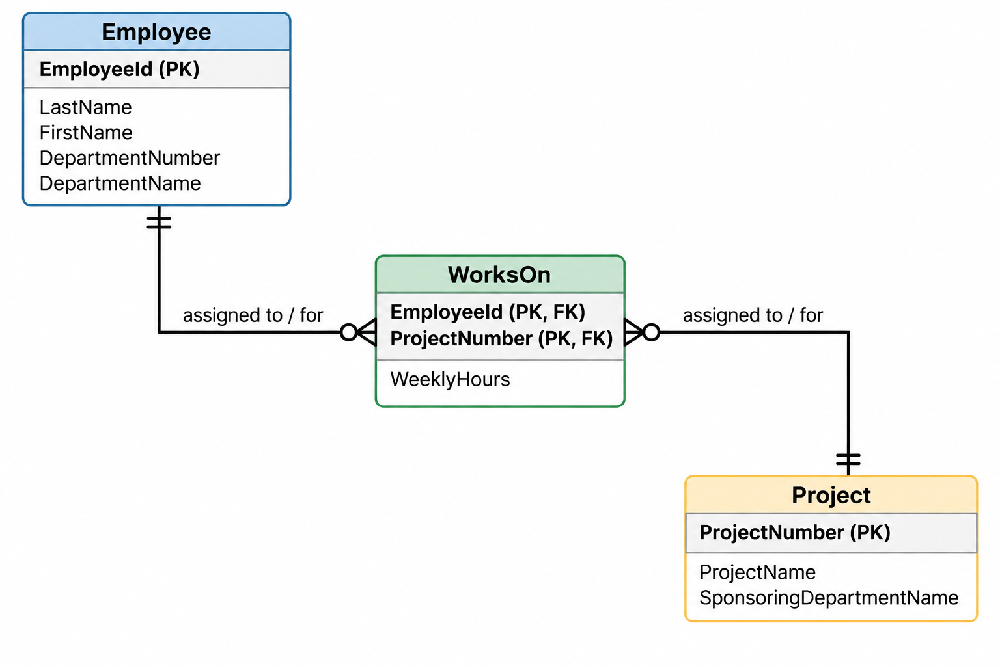 Employee
EmployeeId (PK)
LastName
FirstName
DepartmentNumber
DepartmentName
assigned to / for
WorksOn
EmployeeId (PK, FK)
ProjectNumber (PK, FK)
WeeklyHours
assigned to / for
Project
ProjectNumber (PK)
ProjectName
SponsoringDepartmentName